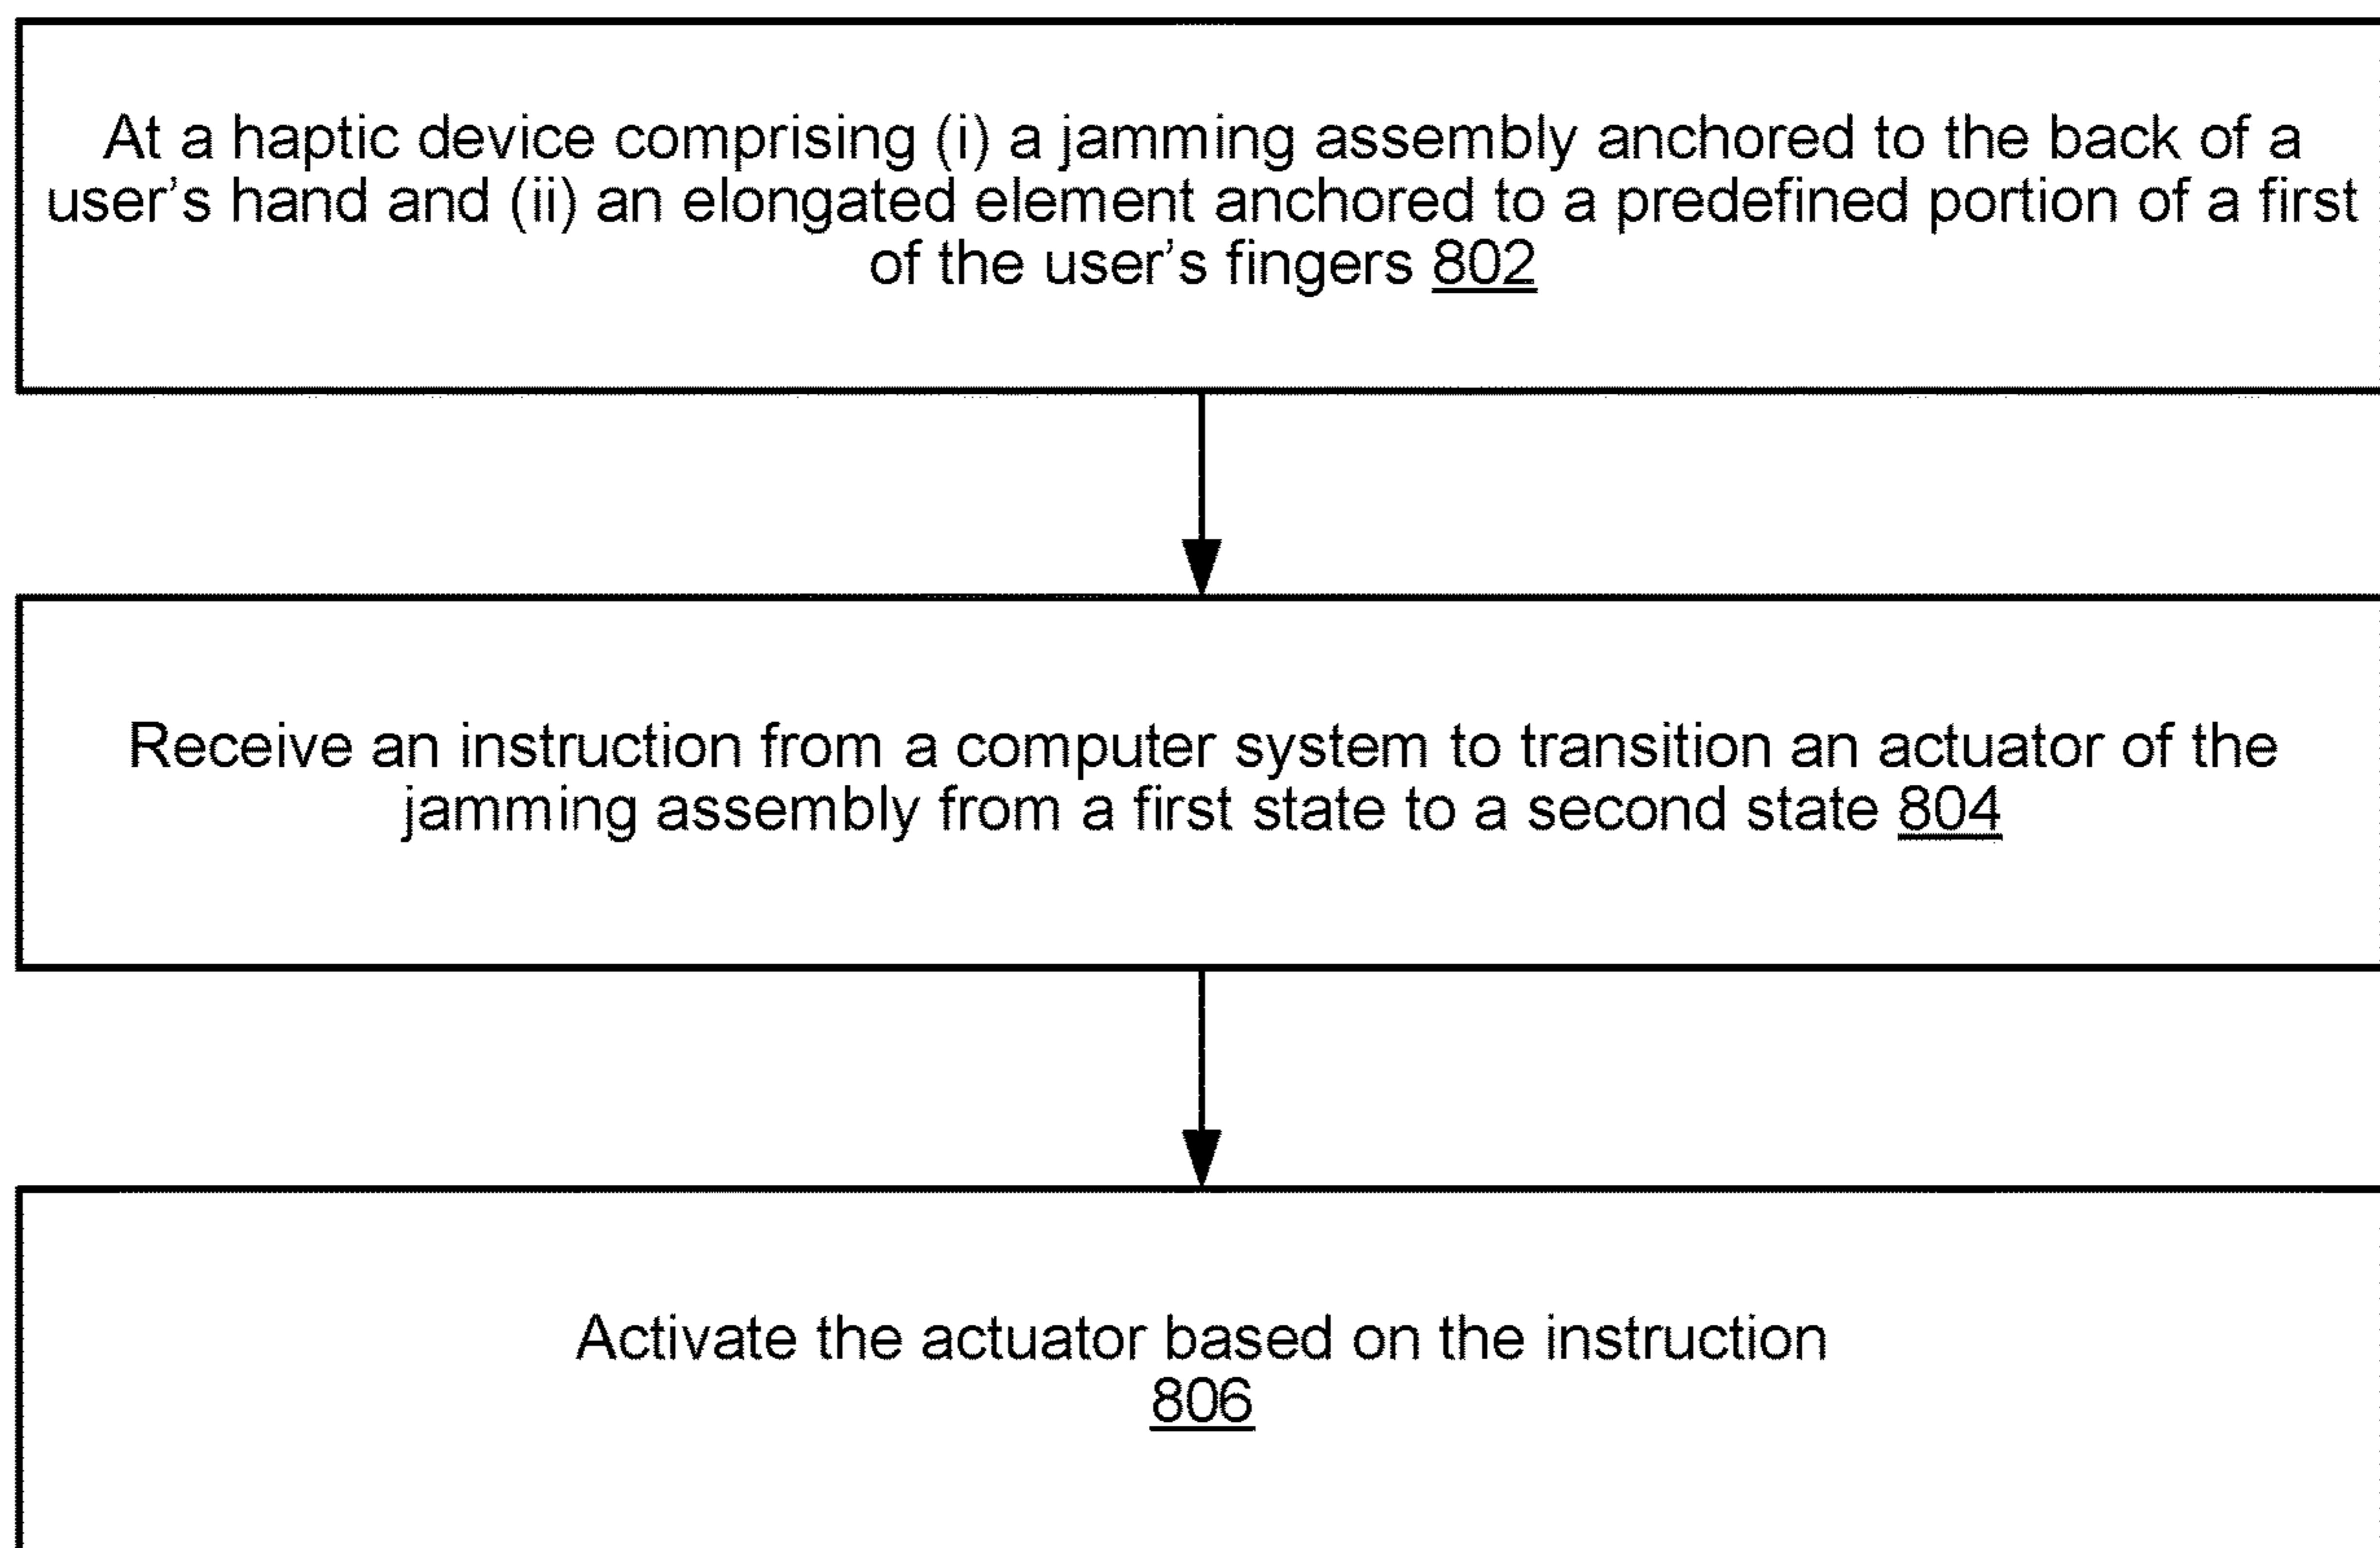 At a haptic device comprising (i) a jamming assembly anchored to the back of a
user's hand and (ii) an elongated element anchored to a predefined portion of a first
of the user's fingers 802
Receive an instruction from a computer system to transition an actuator of the
jamming assembly from a first state to a second state 804
Activate the actuator based on the instruction
806